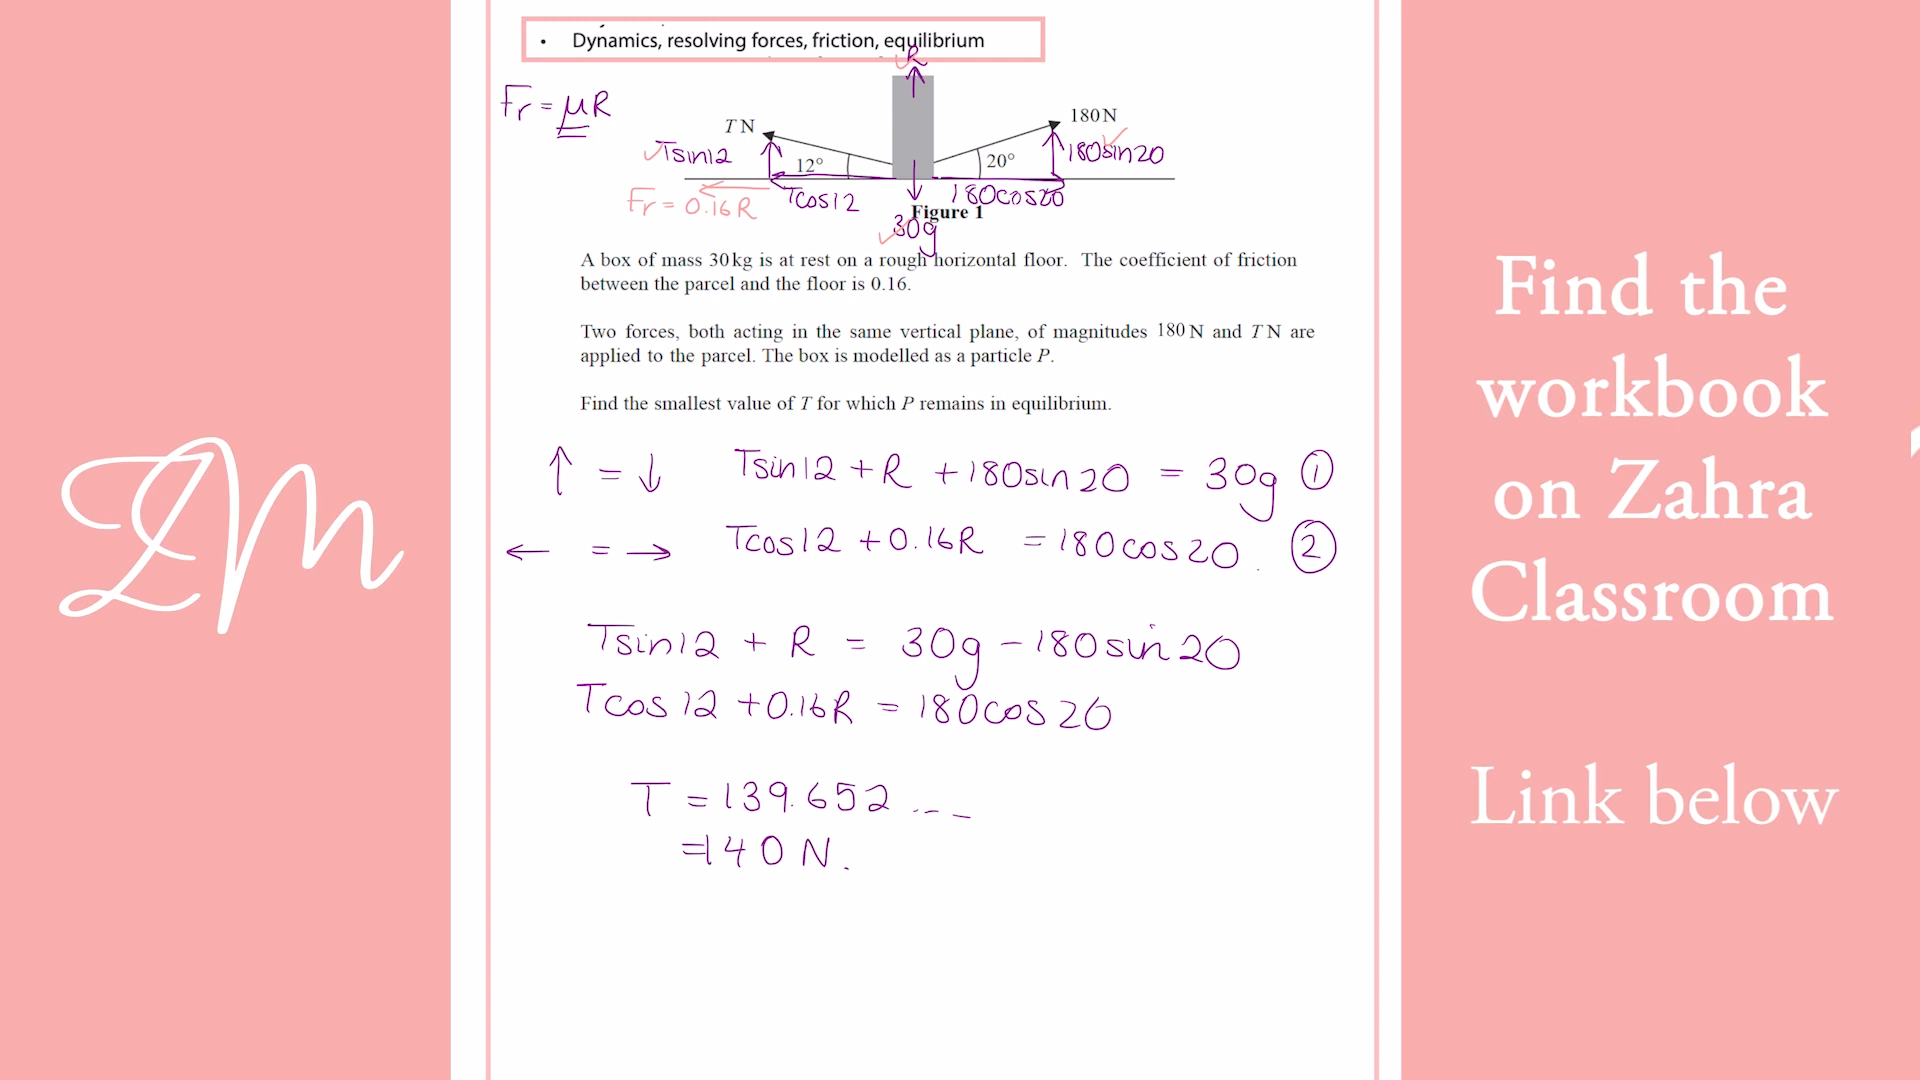 • Dynamics, resolving forces, friction, equilibrium
R
Fr = μR
T N
180 N
Tsin12
12°
20°
180sin20
Fr = 0.16R
Tcos12
180cos20
Figure 1
30g
A box of mass 30 kg is at rest on a rough horizontal floor. The coefficient of friction
between the parcel and the floor is 0.16.
Two forces, both acting in the same vertical plane, of magnitudes 180 N and T N are
applied to the parcel. The box is modelled as a particle P.
Find the smallest value of T for which P remains in equilibrium.
↑ = ↓ Tsin12 + R + 180sin20 = 30g ①
← = → Tcos12 + 0.16R = 180cos20 ②
Tsin12 + R = 30g - 180sin20
Tcos12 + 0.16R = 180cos20
T = 139.652 ...
= 140 N.
ZM
Find the
workbook
on Zahra
Classroom
Link below